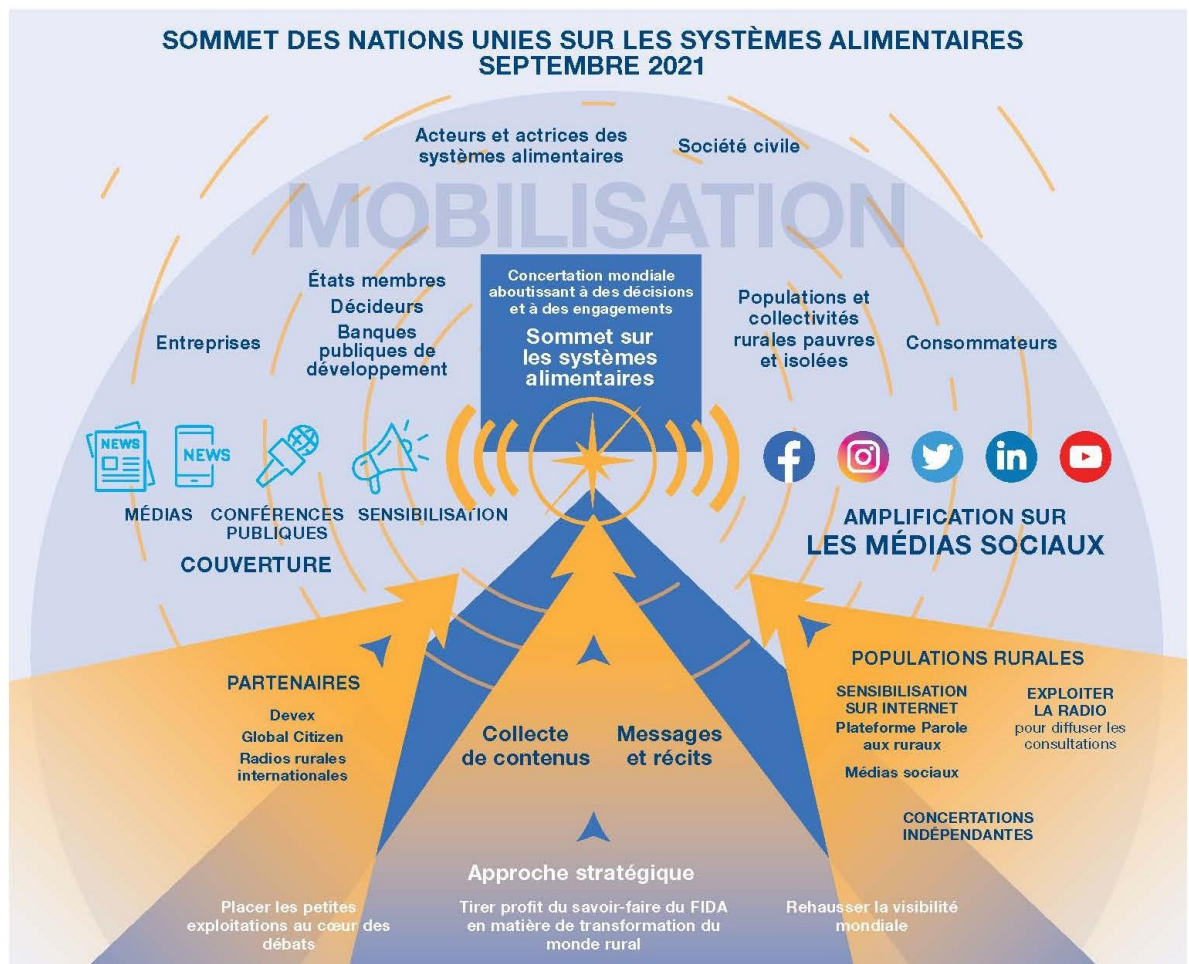 SOMMET DES NATIONS UNIES SUR LES SYSTÈMES ALIMENTAIRES
SEPTEMBRE 2021
Acteurs et actrices des
systèmes alimentaires
Société civile
MOBILISATION
États membres
Décideurs
Banques
publiques de
développement
Entreprises
Concertation mondiale
aboutissant à des décisions
et à des engagements
Sommet sur
les systèmes
alimentaires
Populations et
collectivités
rurales pauvres
et isolées
Consommateurs
NEWS
NEWS
MÉDIAS
CONFÉRENCES
PUBLIQUES
SENSIBILISATION
COUVERTURE
f
in
AMPLIFICATION SUR
LES MÉDIAS SOCIAUX
PARTENAIRES
Devex
Global Citizen
Radios rurales
internationales
Collecte
de contenus
Messages
et récits
POPULATIONS RURALES
SENSIBILISATION
SUR INTERNET
Plateforme Parole
aux ruraux
Médias sociaux
EXPLOITER
LA RADIO
pour diffuser les
consultations
CONCERTATIONS
INDÉPENDANTES
Approche stratégique
Placer les petites
exploitations au cœur des
débats
Tirer profit du savoir-faire du FIDA
en matière de transformation du
monde rural
Rehausser la visibilité
mondiale